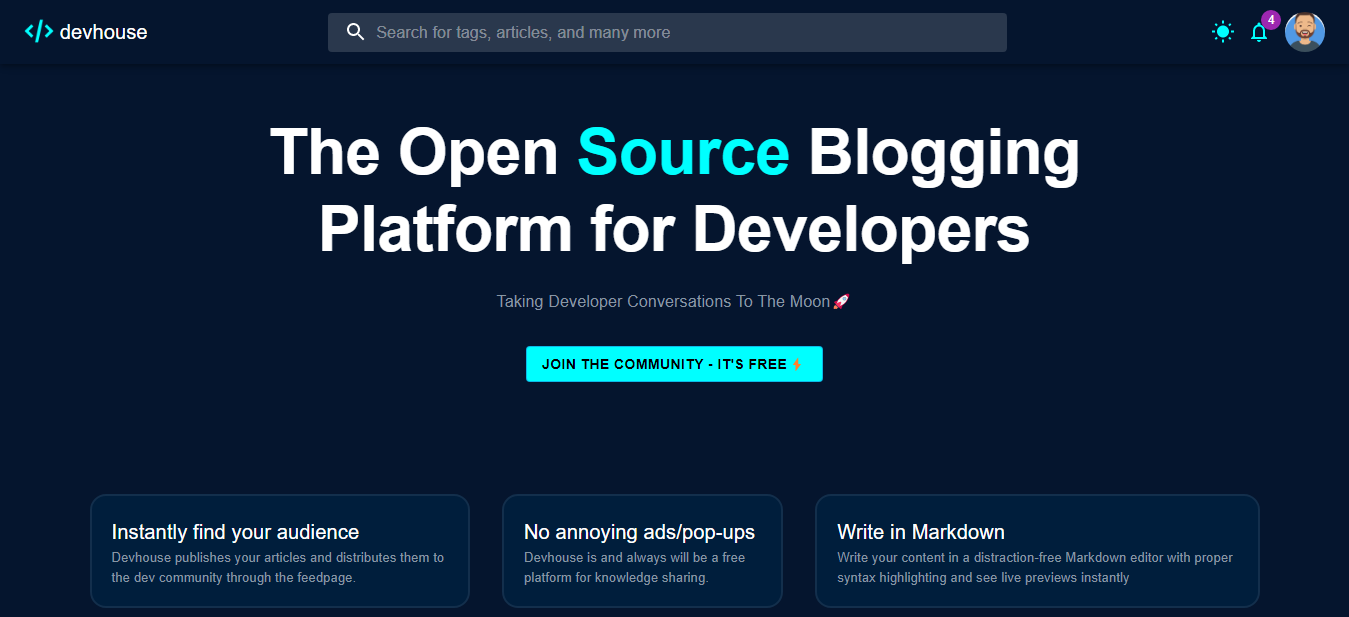 </> devhouse
Search for tags, articles, and many more
4
The Open Source Blogging
Platform for Developers
Taking Developer Conversations To The Moon🚀
JOIN THE COMMUNITY - IT'S FREE ⚡
Instantly find your audience
Devhouse publishes your articles and distributes them to
the dev community through the feedpage.
No annoying ads/pop-ups
Devhouse is and always will be a free
platform for knowledge sharing.
Write in Markdown
Write your content in a distraction-free Markdown editor with proper
syntax highlighting and see live previews instantly